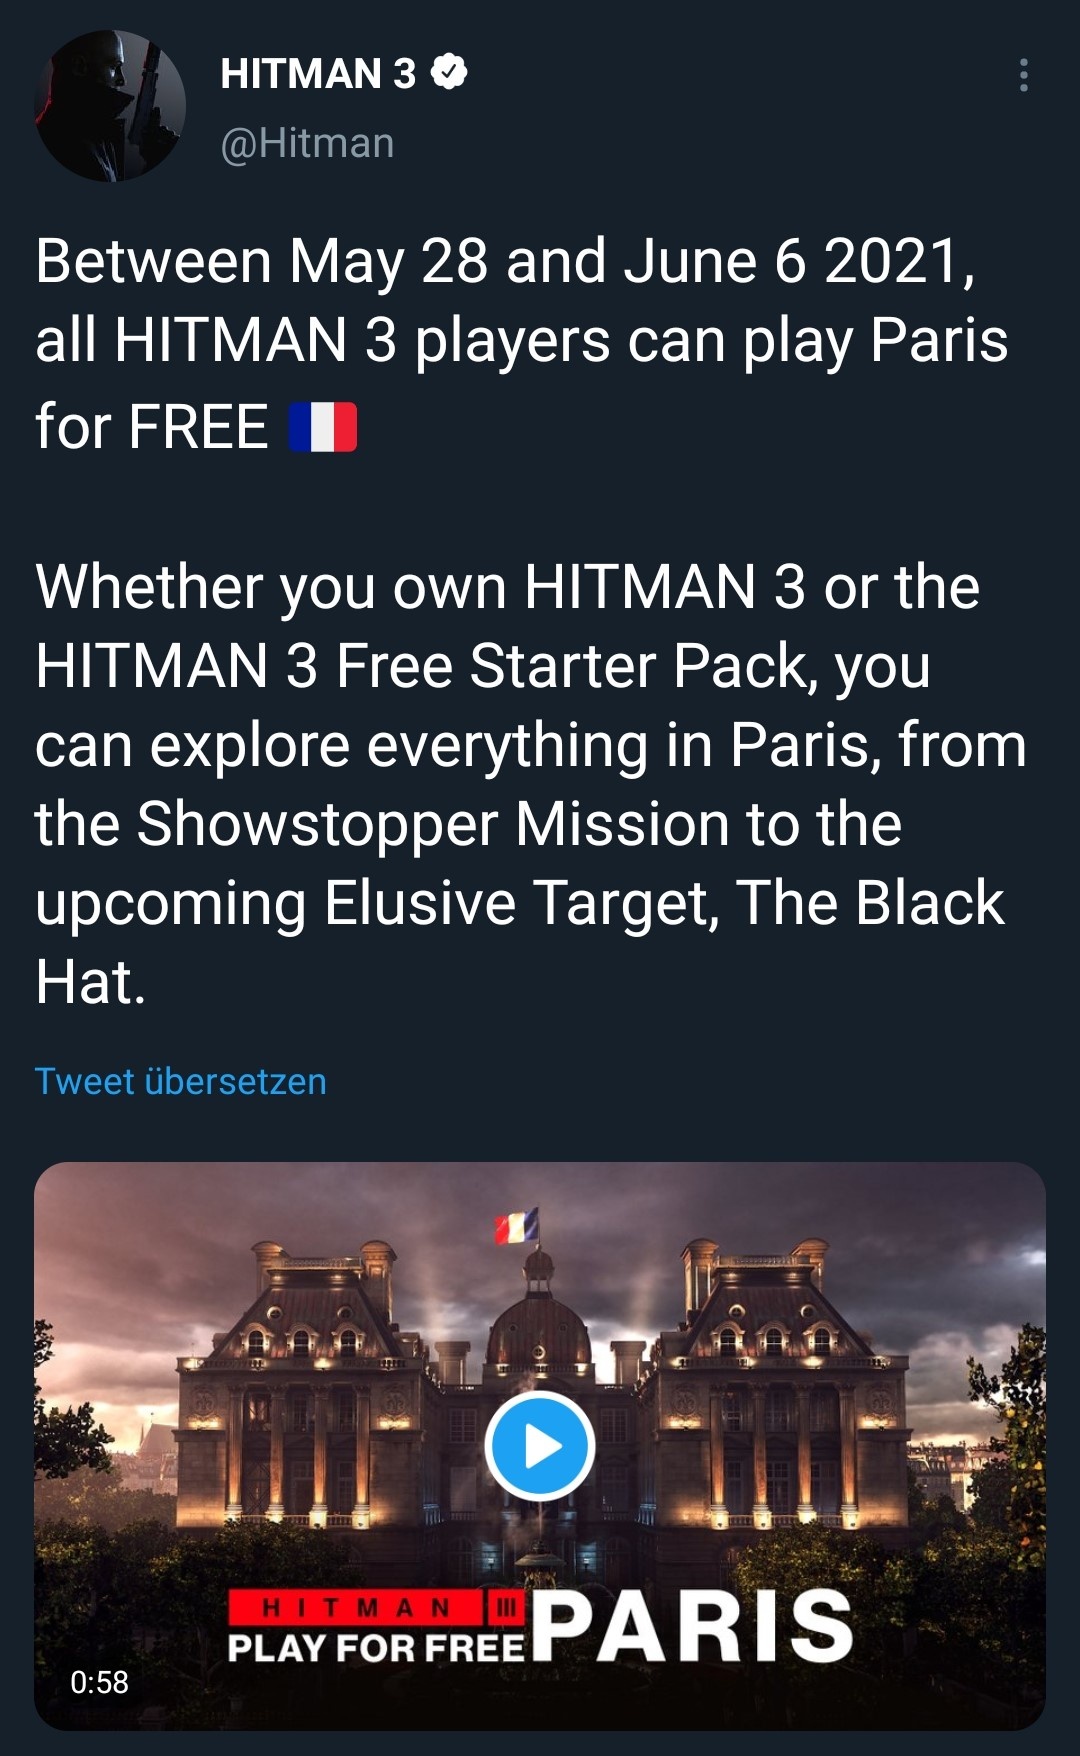 HITMAN 3
@Hitman
Between May 28 and June 6 2021,
all HITMAN 3 players can play Paris
for FREE 🇫🇷
Whether you own HITMAN 3 or the
HITMAN 3 Free Starter Pack, you
can explore everything in Paris, from
the Showstopper Mission to the
upcoming Elusive Target, The Black
Hat.
Tweet übersetzen
HITMAN III
PLAY FOR FREE
PARIS
0:58